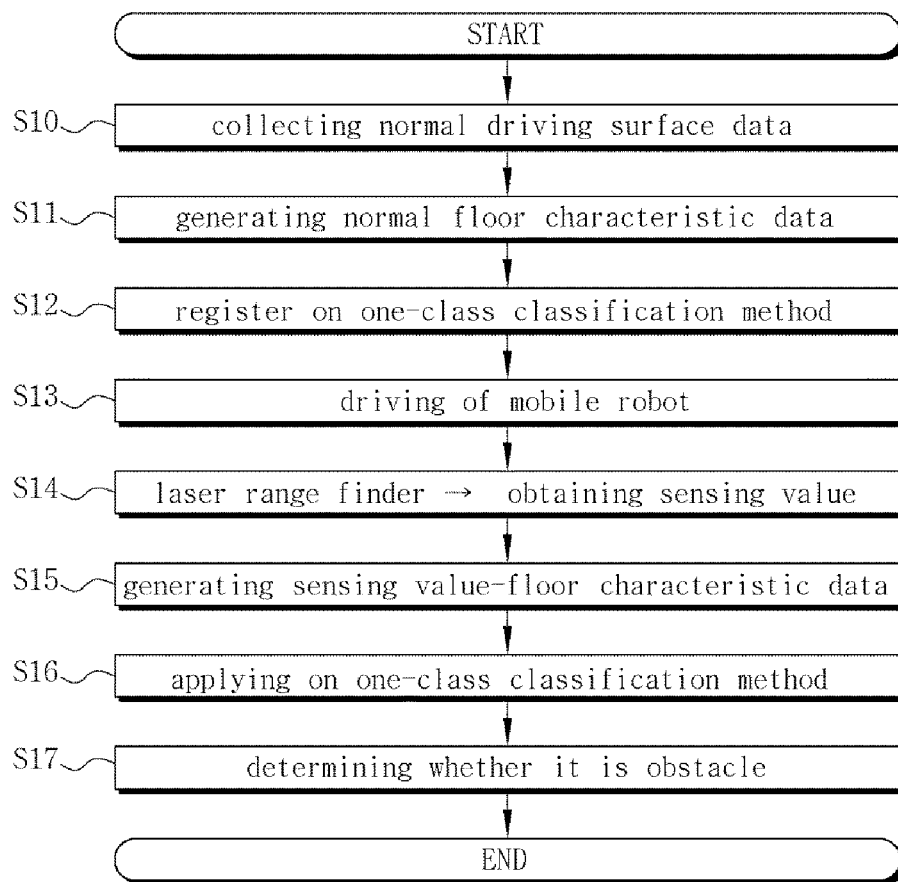 START
S10 collecting normal driving surface data
S11 generating normal floor characteristic data
S12 register on one-class classification method
S13 driving of mobile robot
S14 laser range finder → obtaining sensing value
S15 generating sensing value-floor characteristic data
S16 applying on one-class classification method
S17 determining whether it is obstacle
END